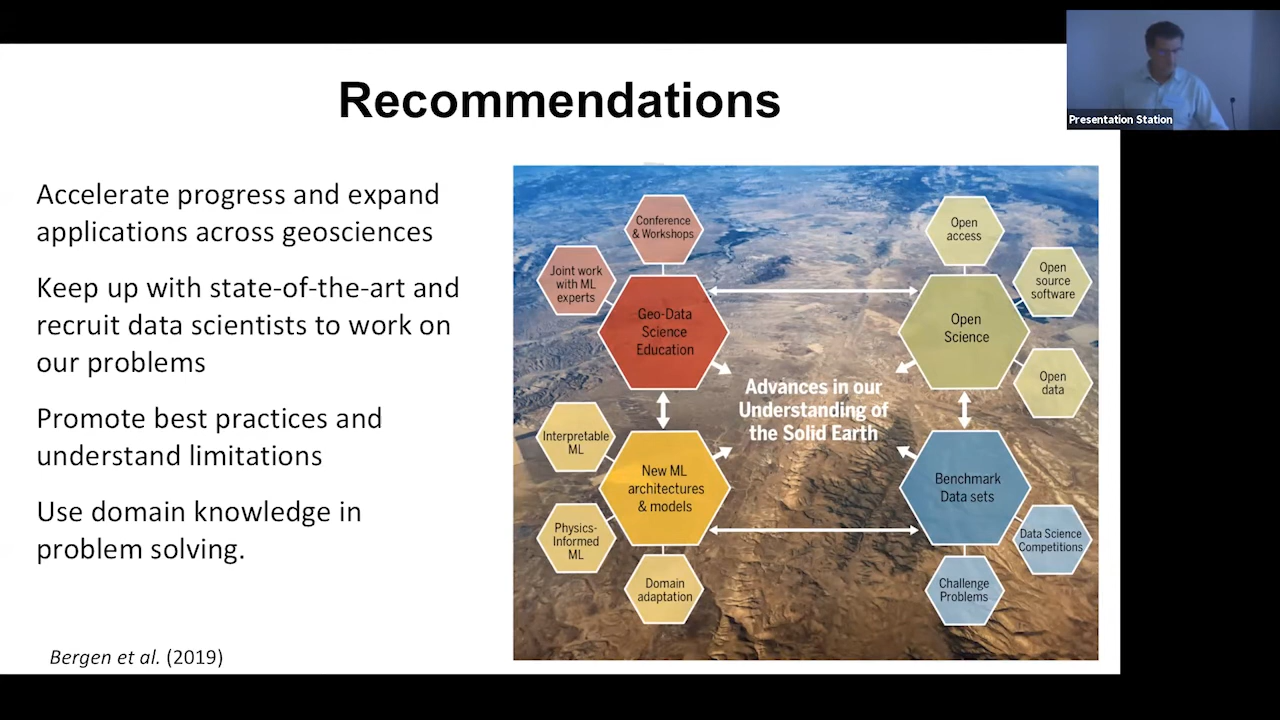 Presentation Station
Recommendations
Accelerate progress and expand
applications across geosciences
Keep up with state-of-the-art and
recruit data scientists to work on
our problems
Promote best practices and
understand limitations
Use domain knowledge in
problem solving.
Bergen et al. (2019)
Conference
& Workshops
Joint work
with ML
experts
Geo-Data
Science
Education
Open
access
Open
source
software
Open
Science
Open
data
Advances in our
Understanding of
the Solid Earth
Interpretable
ML
New ML
architectures
& models
Physics-
Informed
ML
Domain
adaptation
Benchmark
Data sets
Data Science
Competitions
Challenge
Problems